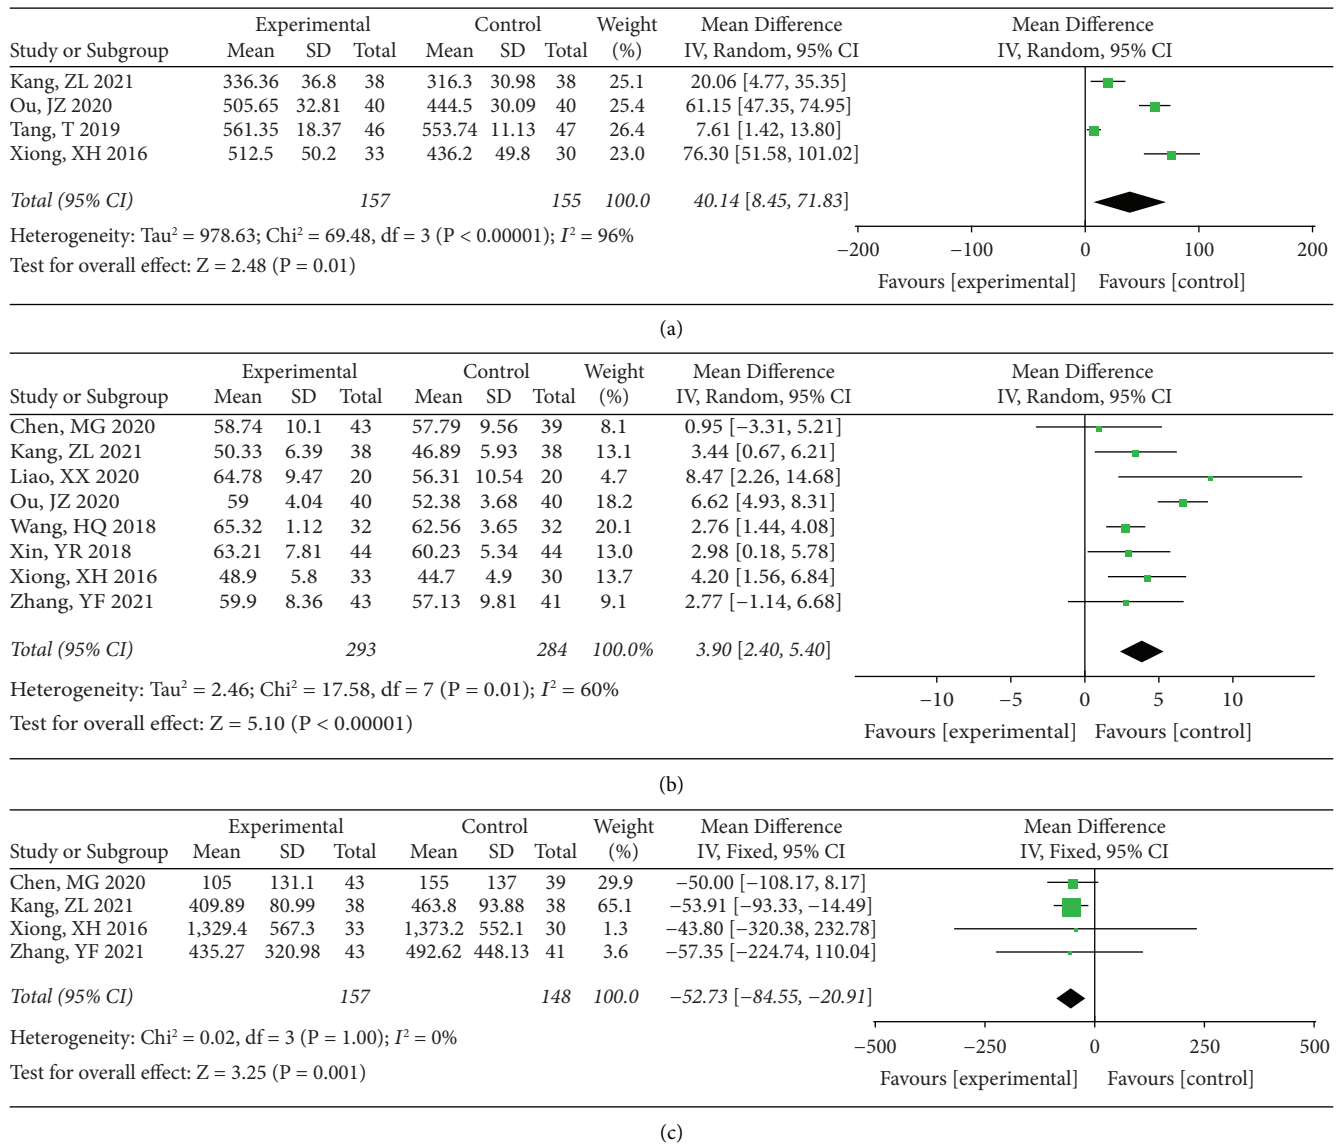 Experimental Control Weight Mean Difference Mean Difference
Study or Subgroup Mean SD Total Mean SD Total (%) IV, Random, 95% CI IV, Random, 95% CI
Kang, ZL 2021 336.36 36.8 38 316.3 30.98 38 25.1 20.06 [4.77, 35.35]
Ou, JZ 2020 505.65 32.81 40 444.5 30.09 40 25.4 61.15 [47.35, 74.95]
Tang, T 2019 561.35 18.37 46 553.74 11.13 47 26.4 7.61 [1.42, 13.80]
Xiong, XH 2016 512.5 50.2 33 436.2 49.8 30 23.0 76.30 [51.58, 101.02]
Total (95% CI) 157 155 100.0 40.14 [8.45, 71.83]
Heterogeneity: Tau² = 978.63; Chi² = 69.48, df = 3 (P < 0.00001); I² = 96%
Test for overall effect: Z = 2.48 (P = 0.01)
−200 −100 0 100 200
Favours [experimental] Favours [control]
(a)
Experimental Control Weight Mean Difference Mean Difference
Study or Subgroup Mean SD Total Mean SD Total (%) IV, Random, 95% CI IV, Random, 95% CI
Chen, MG 2020 58.74 10.1 43 57.79 9.56 39 8.1 0.95 [−3.31, 5.21]
Kang, ZL 2021 50.33 6.39 38 46.89 5.93 38 13.1 3.44 [0.67, 6.21]
Liao, XX 2020 64.78 9.47 20 56.31 10.54 20 4.7 8.47 [2.26, 14.68]
Ou, JZ 2020 59 4.04 40 52.38 3.68 40 18.2 6.62 [4.93, 8.31]
Wang, HQ 2018 65.32 1.12 32 62.56 3.65 32 20.1 2.76 [1.44, 4.08]
Xin, YR 2018 63.21 7.81 44 60.23 5.34 44 13.0 2.98 [0.18, 5.78]
Xiong, XH 2016 48.9 5.8 33 44.7 4.9 30 13.7 4.20 [1.56, 6.84]
Zhang, YF 2021 59.9 8.36 43 57.13 9.81 41 9.1 2.77 [−1.14, 6.68]
Total (95% CI) 293 284 100.0% 3.90 [2.40, 5.40]
Heterogeneity: Tau² = 2.46; Chi² = 17.58, df = 7 (P = 0.01); I² = 60%
Test for overall effect: Z = 5.10 (P < 0.00001)
−10 −5 0 5 10
Favours [experimental] Favours [control]
(b)
Experimental Control Weight Mean Difference Mean Difference
Study or Subgroup Mean SD Total Mean SD Total (%) IV, Fixed, 95% CI IV, Fixed, 95% CI
Chen, MG 2020 105 131.1 43 155 137 39 29.9 −50.00 [−108.17, 8.17]
Kang, ZL 2021 409.89 80.99 38 463.8 93.88 38 65.1 −53.91 [−93.33, −14.49]
Xiong, XH 2016 1,329.4 567.3 33 1,373.2 552.1 30 1.3 −43.80 [−320.38, 232.78]
Zhang, YF 2021 435.27 320.98 43 492.62 448.13 41 3.6 −57.35 [−224.74, 110.04]
Total (95% CI) 157 148 100.0 −52.73 [−84.55, −20.91]
Heterogeneity: Chi² = 0.02, df = 3 (P = 1.00); I² = 0%
Test for overall effect: Z = 3.25 (P = 0.001)
−500 −250 0 250 500
Favours [experimental] Favours [control]
(c)